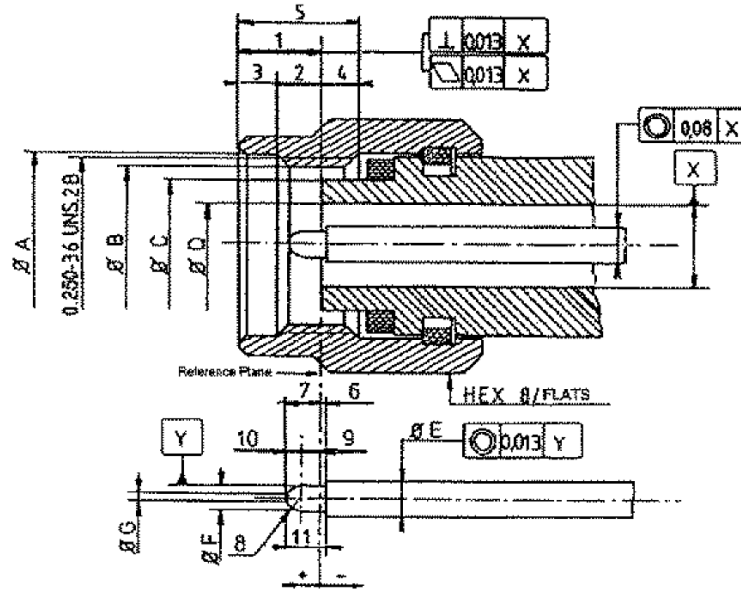 5
1
3 2 4
⊥ 0,013 X
⏥ 0,013 X
◎ 0,08 X
X
Ø A
0.250-36 UNS.2B
Ø B
Ø C
Ø D
Reference Plane
HEX 8/FLATS
7 6
10 9
Y
Ø E
◎ 0,013 Y
Ø G
Ø F
8
11
+ -